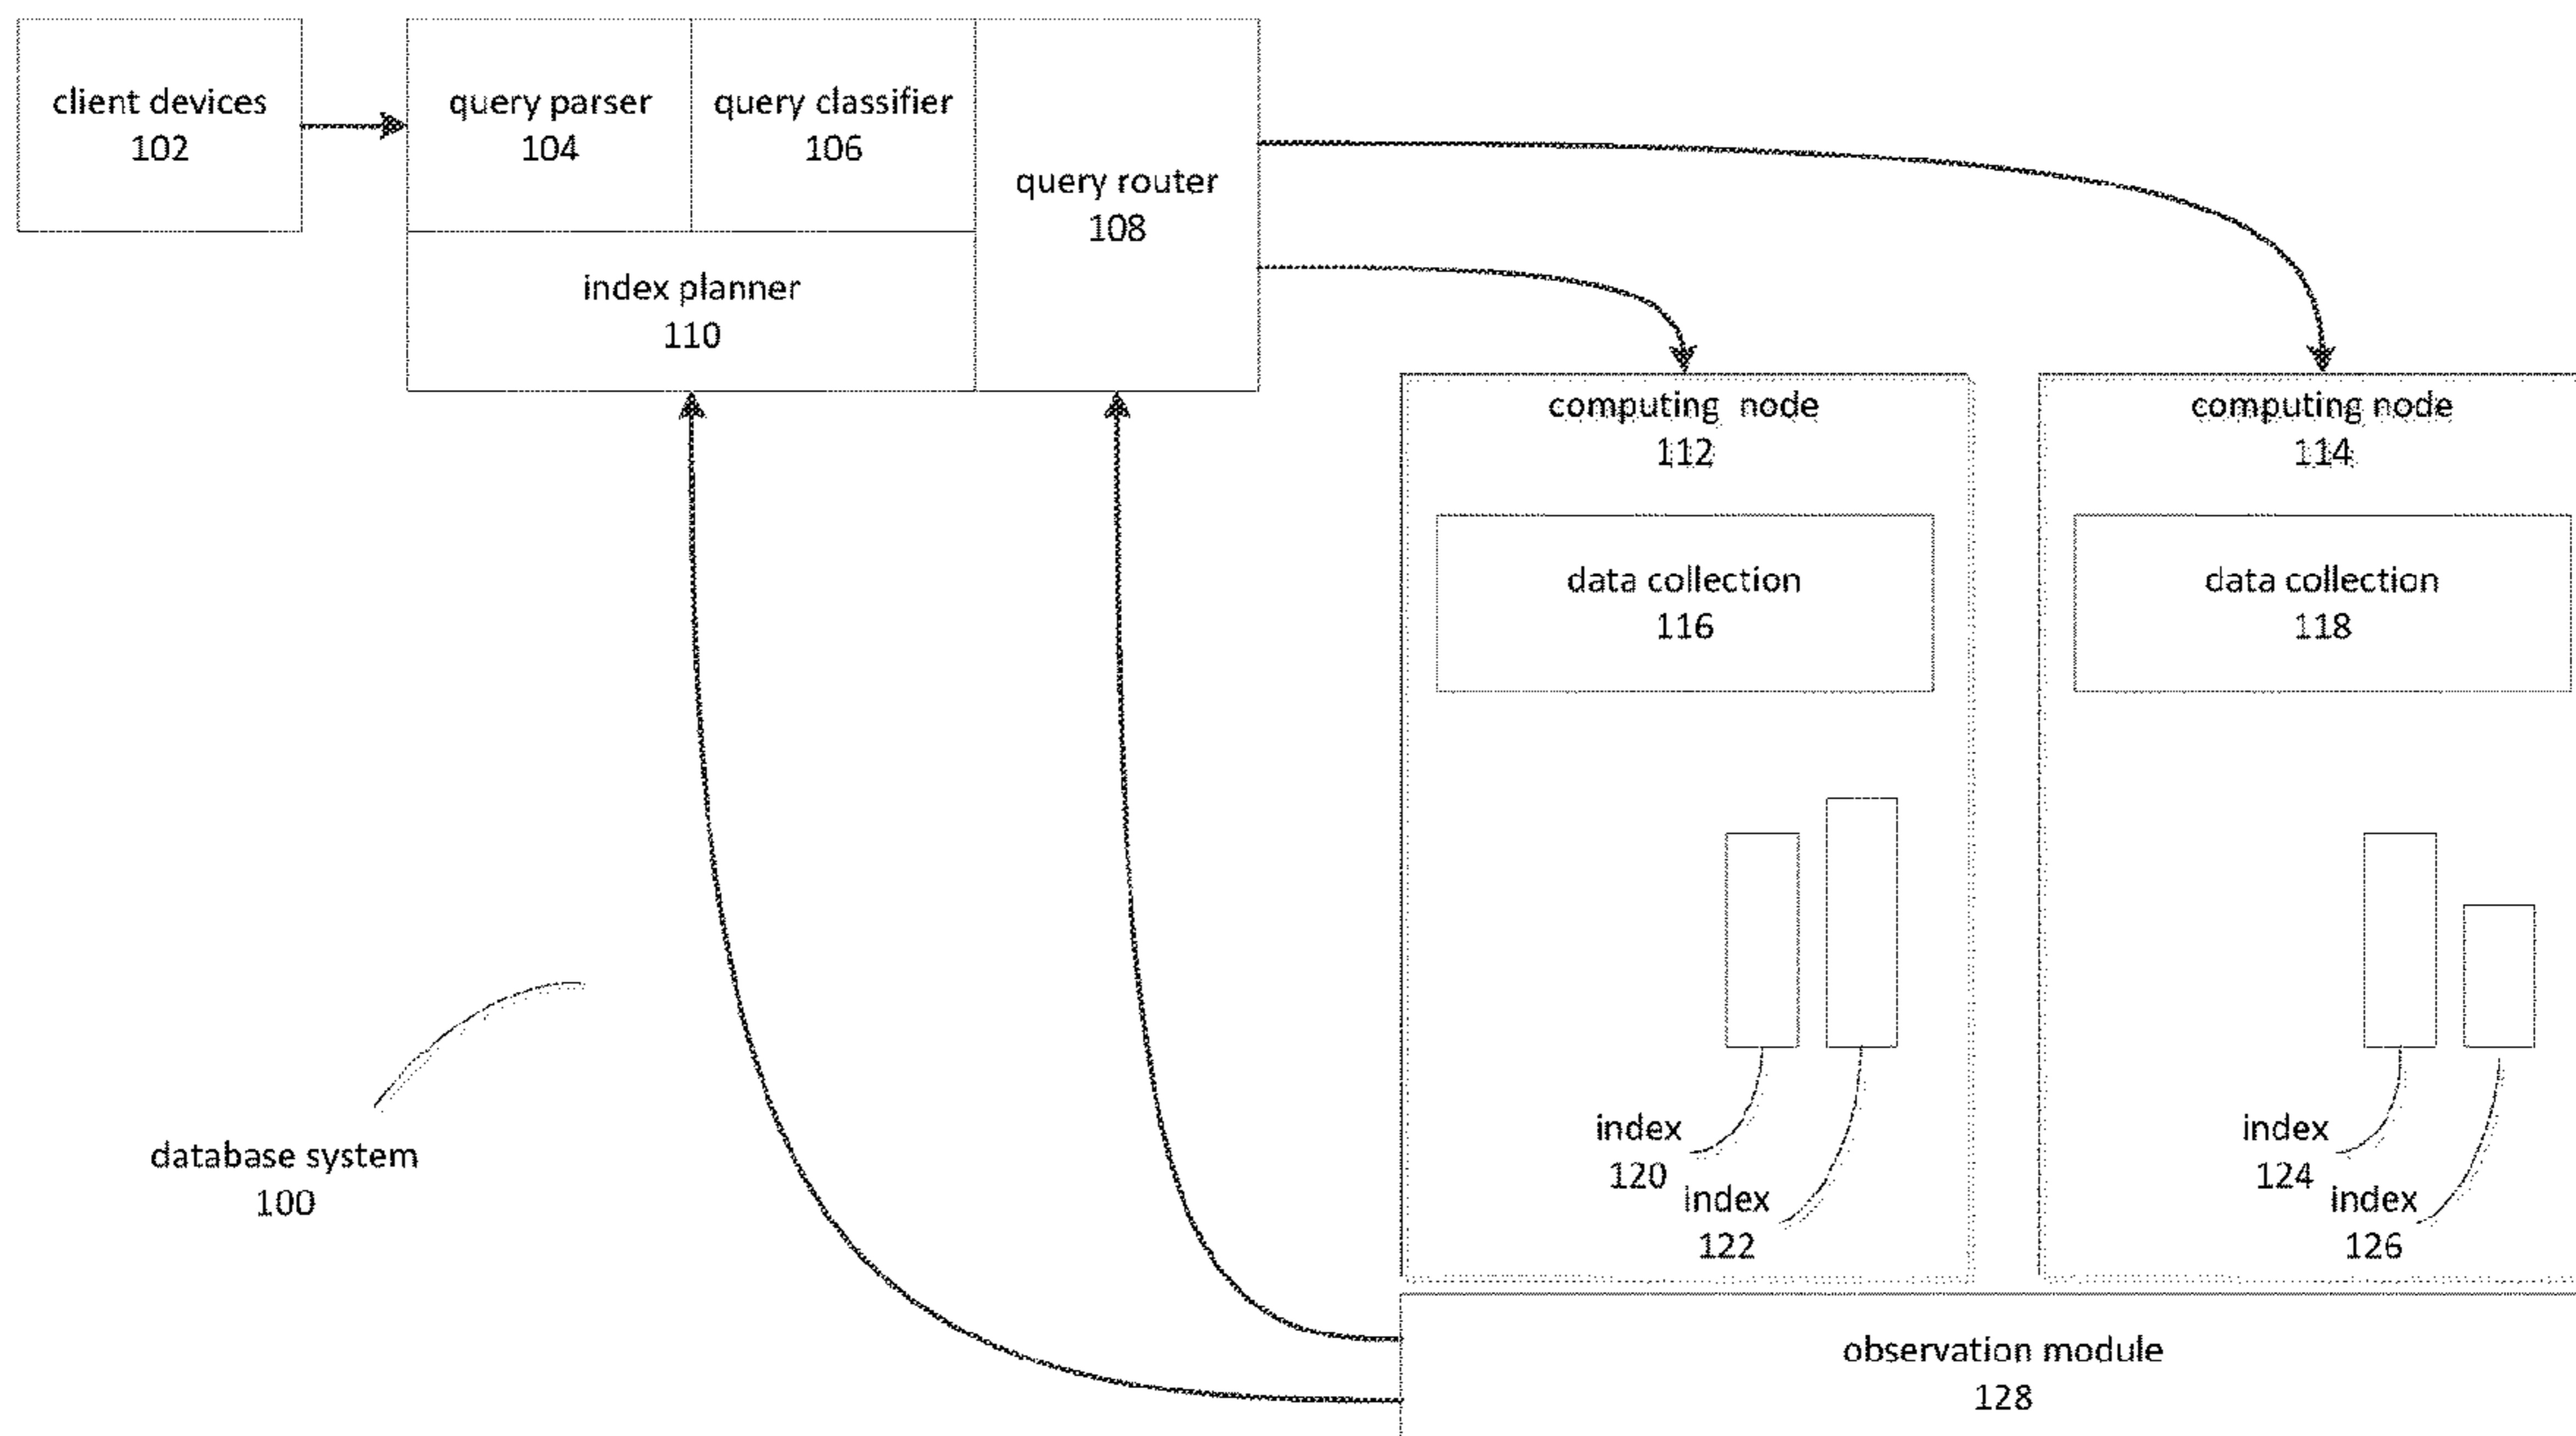 client devices
102
query parser
104
query classifier
106
query router
108
index planner
110
computing node
112
computing node
114
data collection
116
data collection
118
index
120
index
122
index
124
index
126
database system
100
observation module
128